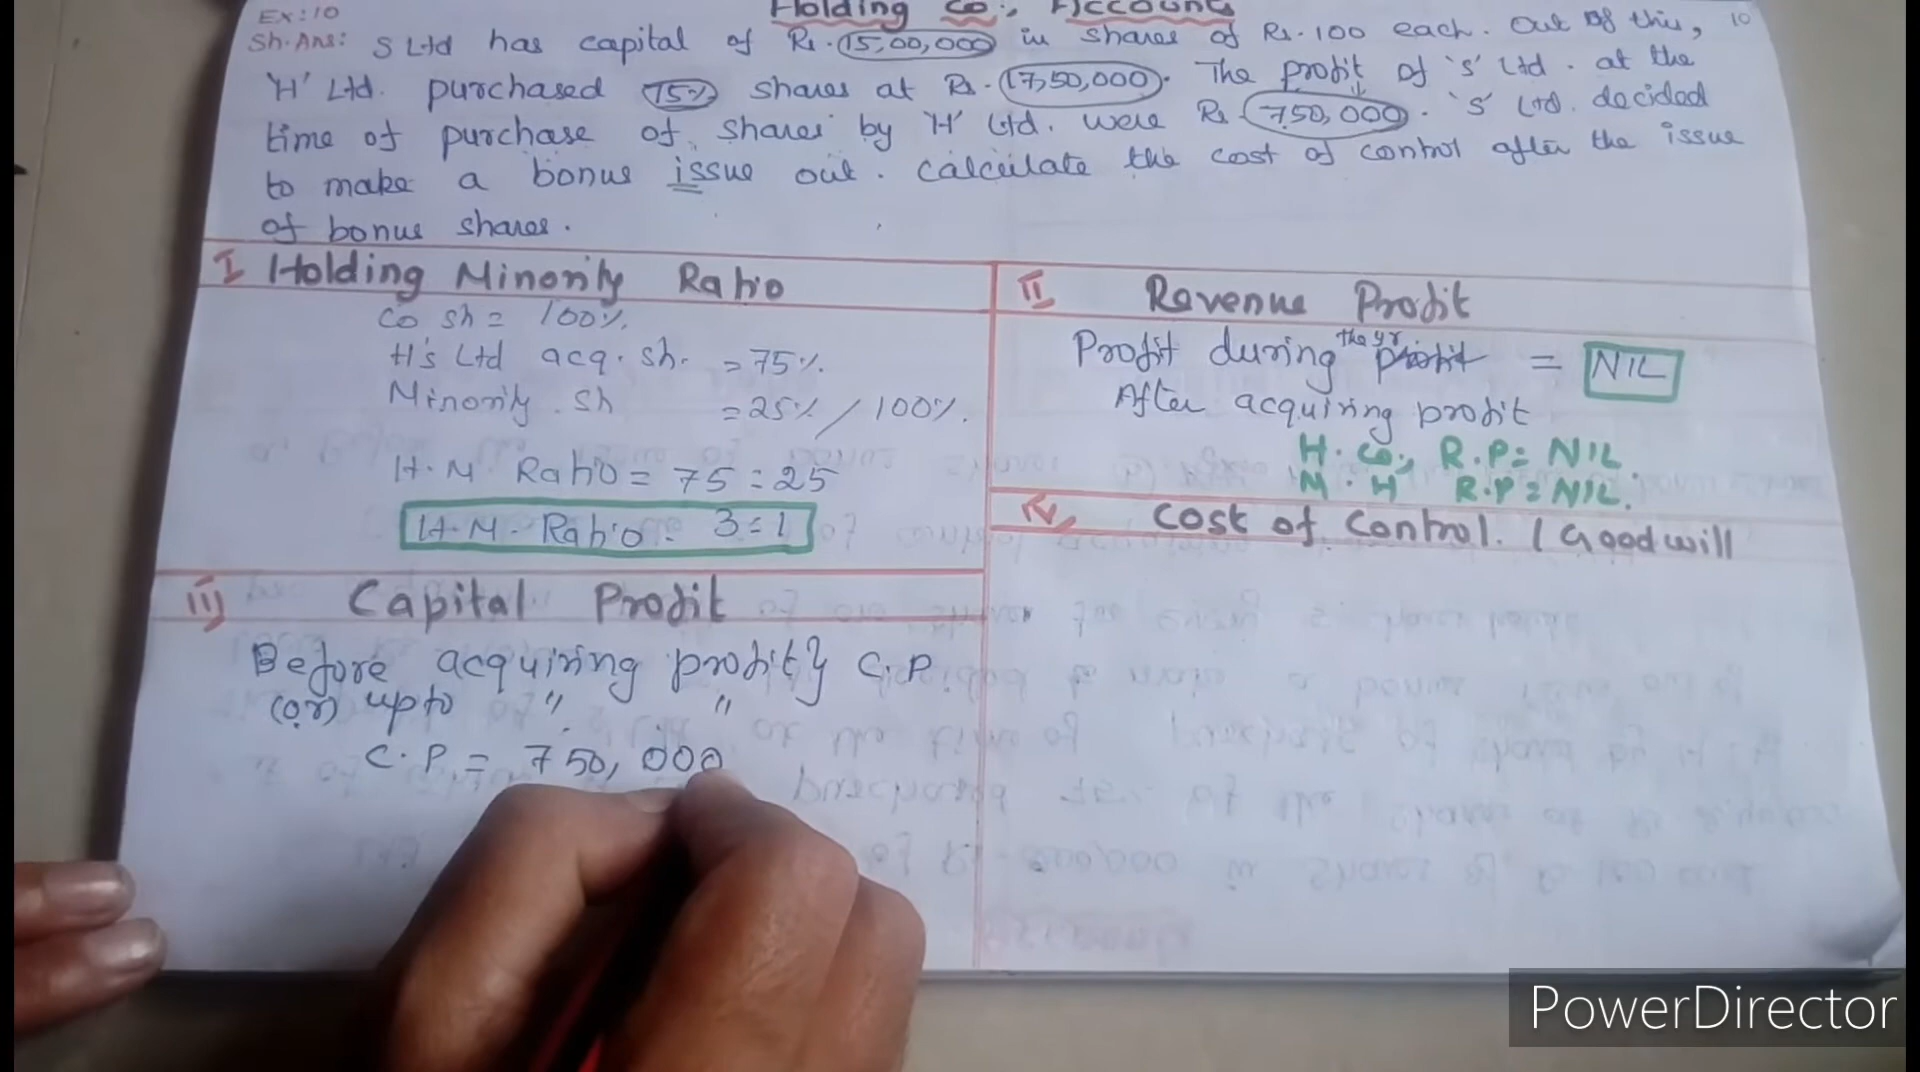 Holding Co., Accounts
Ex:10
10
Sh.Ans: S Ltd has capital of Rs. 15,00,000 in shares of Rs. 100 each. Out of this,
'H' Ltd. purchased 75% shares at Rs. 17,50,000. The profit of 'S' Ltd. at the
time of purchase of shares by 'H' Ltd. were Rs. 750,000. 'S' Ltd. decided
to make a bonus issue out. calculate the cost of control after the issue
of bonus shares.
I Holding Minority Ratio
Co sh = 100%.
H's Ltd acq. sh. = 75%.
Minority sh = 25% / 100%.
H.M Ratio = 75 : 25
H.M. Ratio = 3:1
II Revenue Profit
Profit during the yr profit = NIL
After acquiring profit
H. Co., R.P = NIL.
M. H R.P = NIL.
III Capital Profit
Before acquiring profit} C.P
(or) upto " "
C.P = 750,000
IV Cost of Control. / Goodwill
PowerDirector